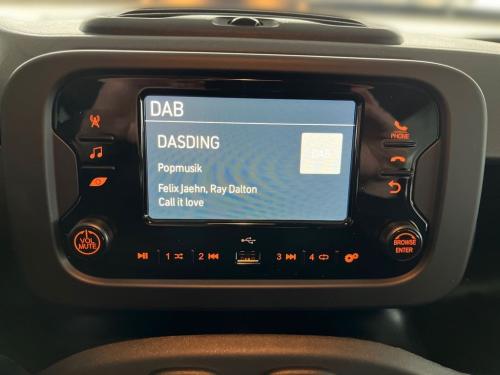 DAB
DASDING
Popmusik
Felix Jaehn, Ray Dalton
Call it love
PHONE
VOL
MUTE
BROWSE
ENTER
1
2
3
4